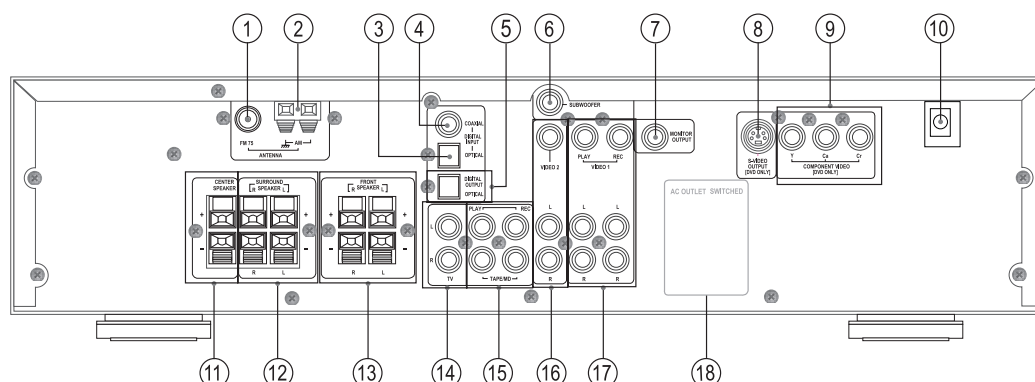 1 2 3 4 5 6 7 8 9 10
SUBWOOFER
COAXIAL
DIGITAL
INPUT
OPTICAL
DIGITAL
OUTPUT
OPTICAL
FM 75
AM
ANTENNA
VIDEO 2
PLAY REC
VIDEO 1
MONITOR
OUTPUT
S-VIDEO
OUTPUT
[DVD ONLY]
Y CB Cr
COMPONENT VIDEO
[DVD ONLY]
AC OUTLET SWITCHED
CENTER
SPEAKER
SURROUND
SPEAKER
R L
FRONT
SPEAKER
R L
+ + + +
- - - -
R L
R L
PLAY REC
L
R
TV
TAPE/MD
L
R
L L
R R
11 12 13 14 15 16 17 18